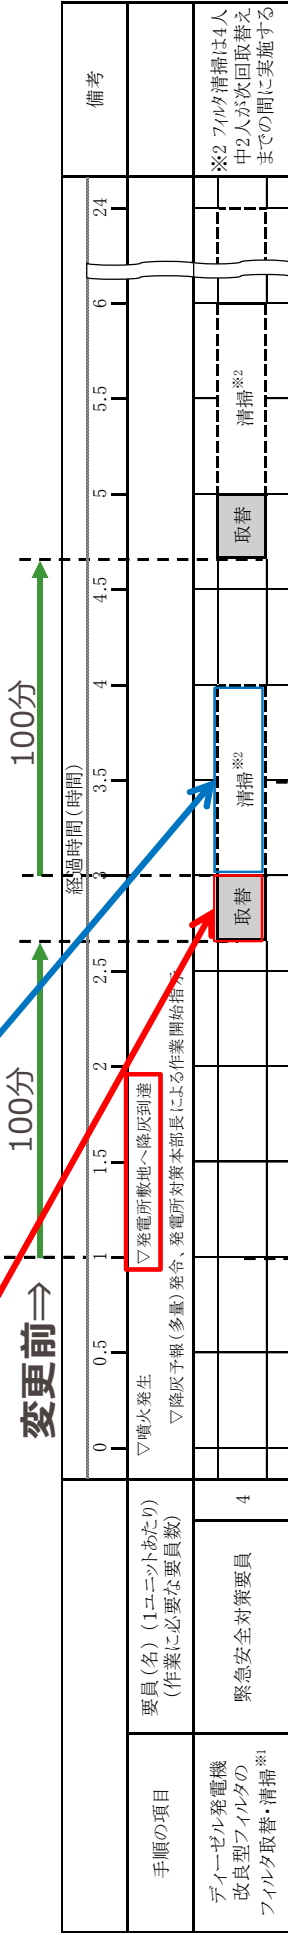 100分
100分
変更前⇒
経過時間(時間)
0 0.5 1 1.5 2 2.5 3 3.5 4 4.5 5 5.5 6 24
備考
手順の項目
要員(名)(1ユニットあたり)
(作業に必要な要員数)
▽噴火発生
▽発電所敷地へ降灰到達
▽降灰予報(多量)発令、発電所対策本部長による作業開始指示
ディーゼル発電機
改良型フィルタの
フィルタ取替・清掃※1
緊急安全対策要員
4
取替
清掃※2
取替
清掃※2
※2 フィルタ清掃は4人
中2人が次回取替え
までの間に実施する